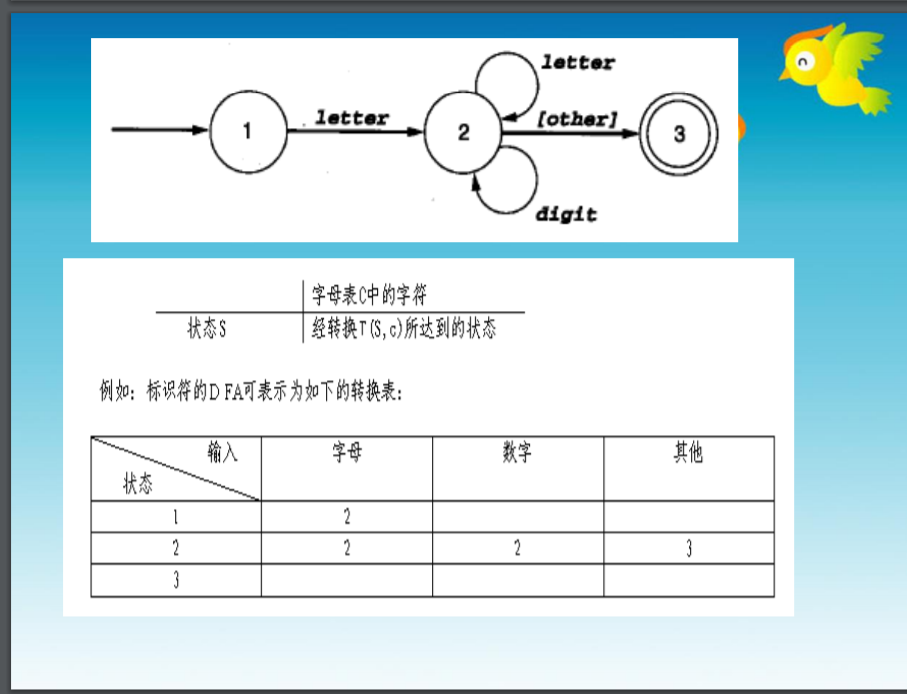 letter
1
letter
2
[other]
3
digit
字母表C中的字符
状态S
经转换T(S,c)所达到的状态
例如：标识符的D FA可表示为如下的转换表：
输入 字母 数字 其他
状态
1 2
2 2 2 3
3